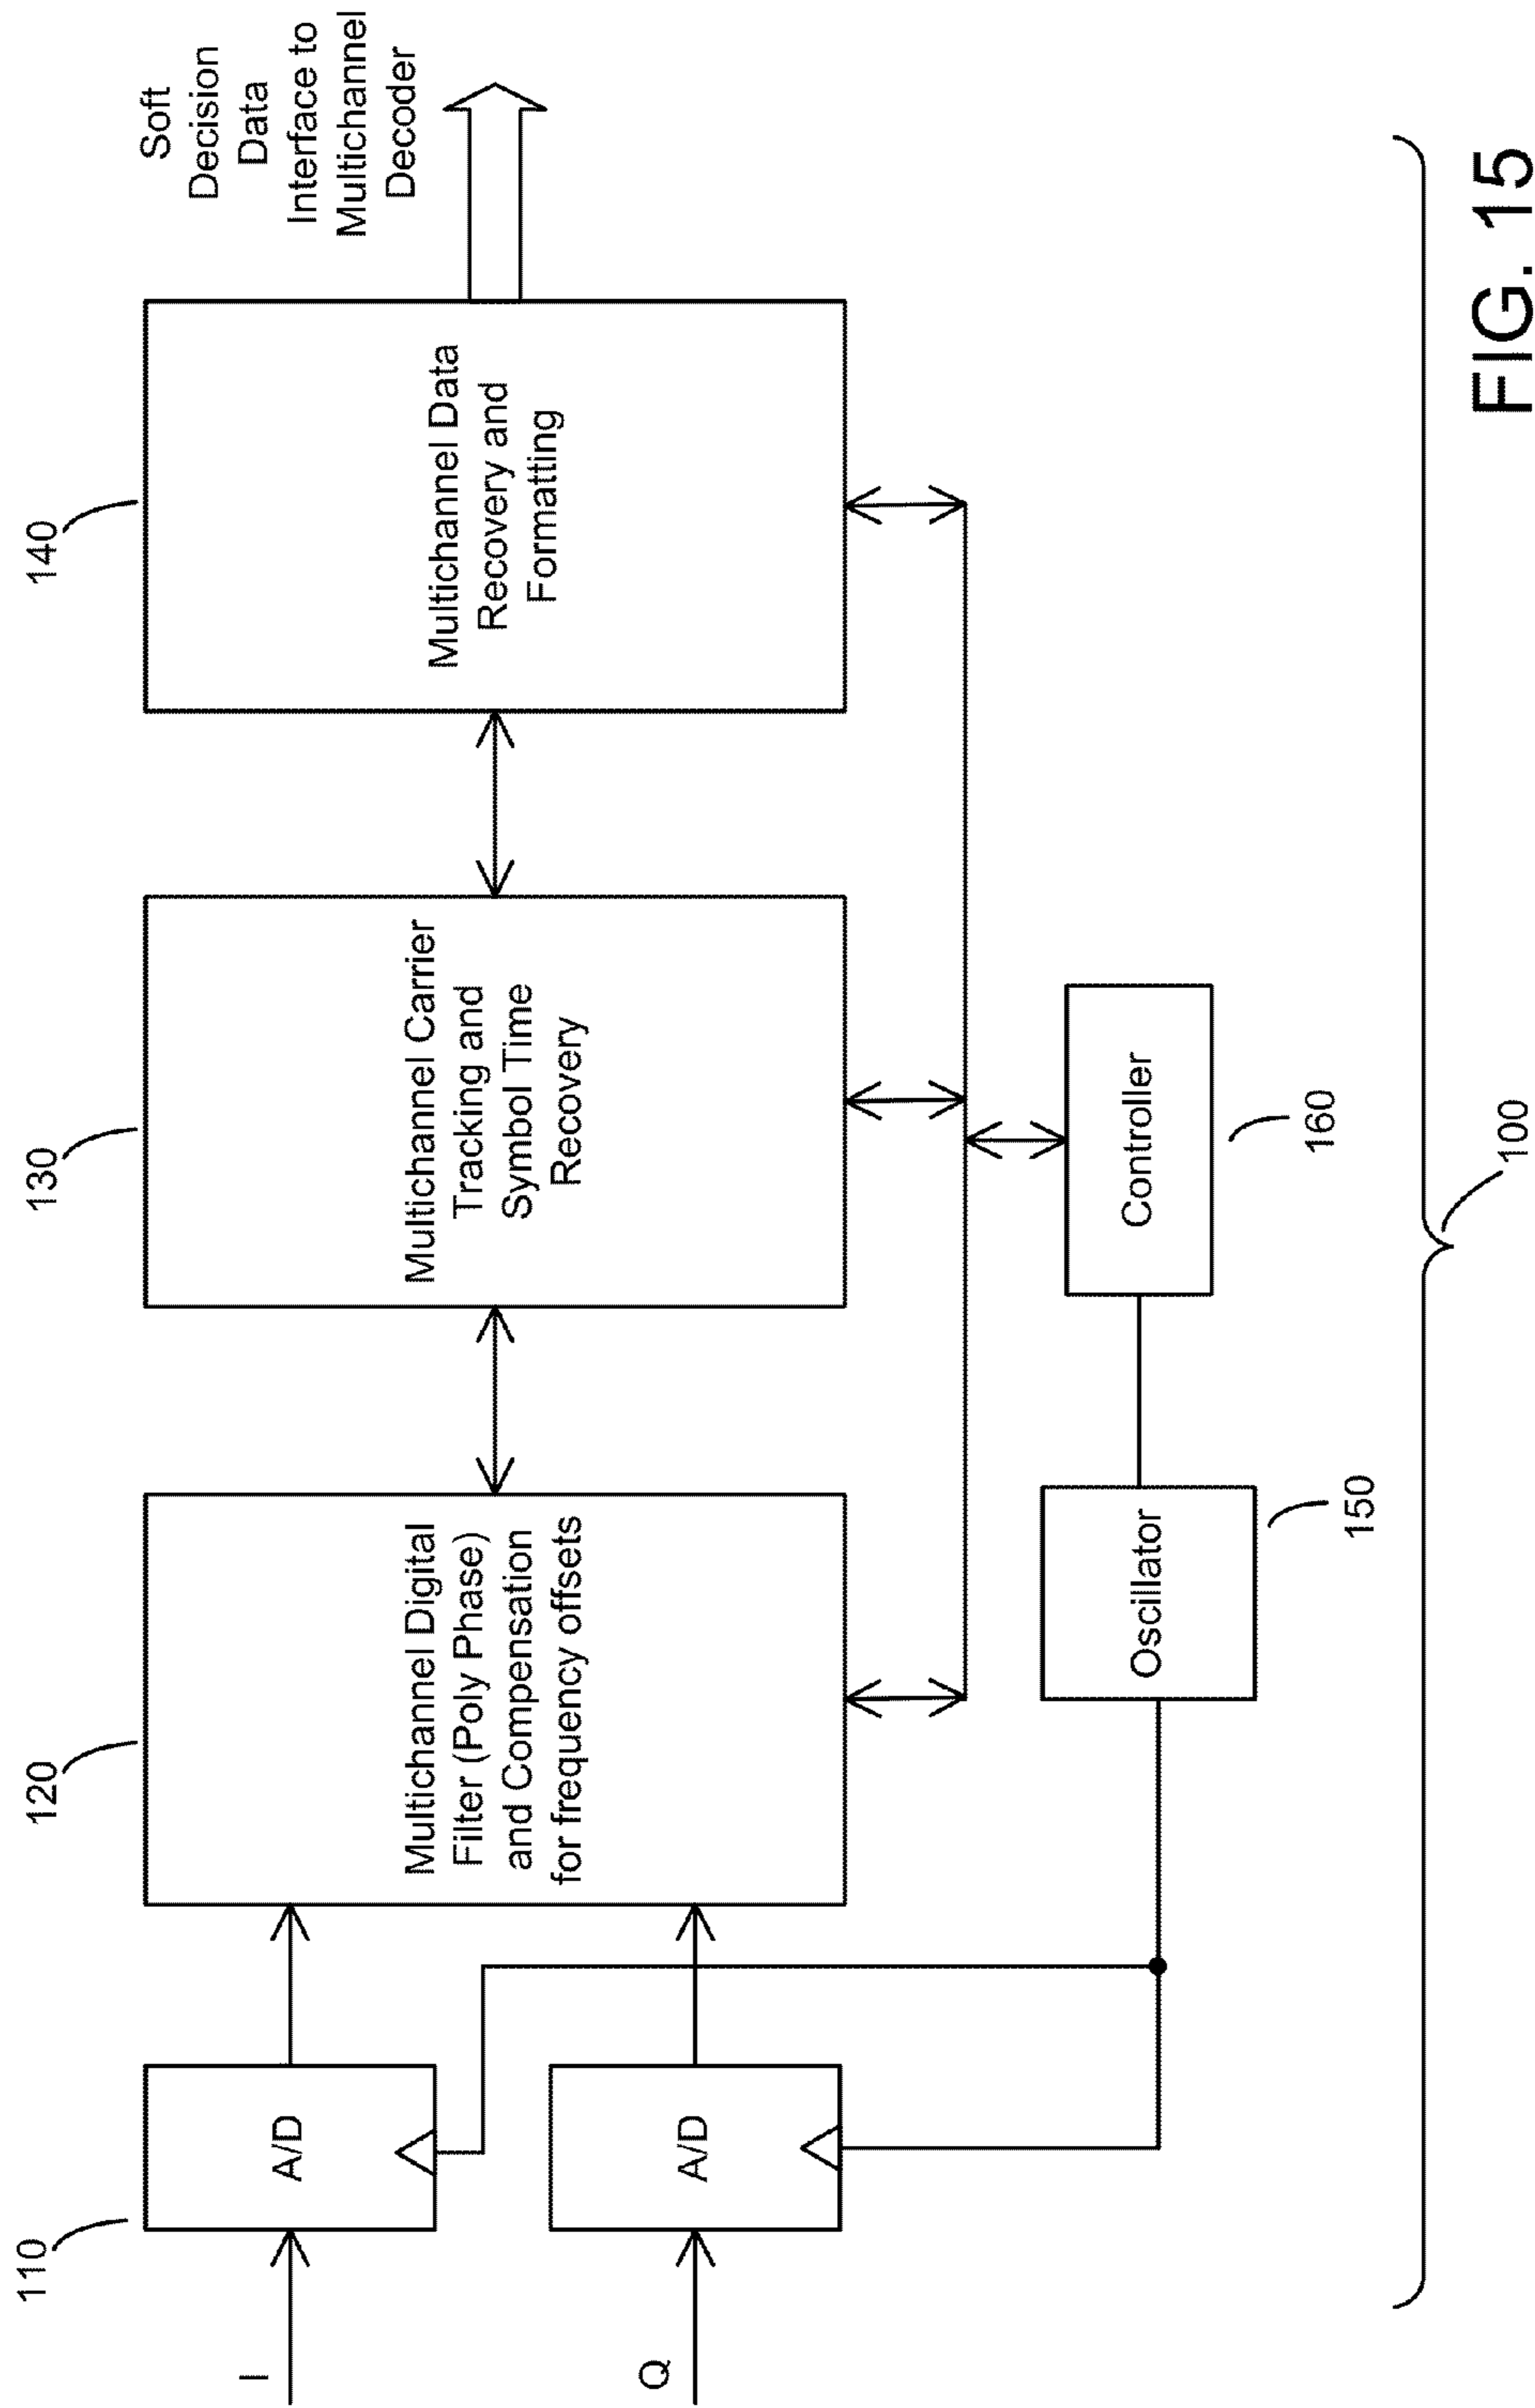 110
120
130
140
I
Q
A/D
A/D
Multichannel Digital
Filter (Poly Phase)
and Compensation
for frequency offsets
Multichannel Carrier
Tracking and
Symbol Time
Recovery
Multichannel Data
Recovery and
Formatting
Soft
Decision
Data
Interface to
Multichannel
Decoder
Oscillator
150
Controller
160
100
FIG. 15